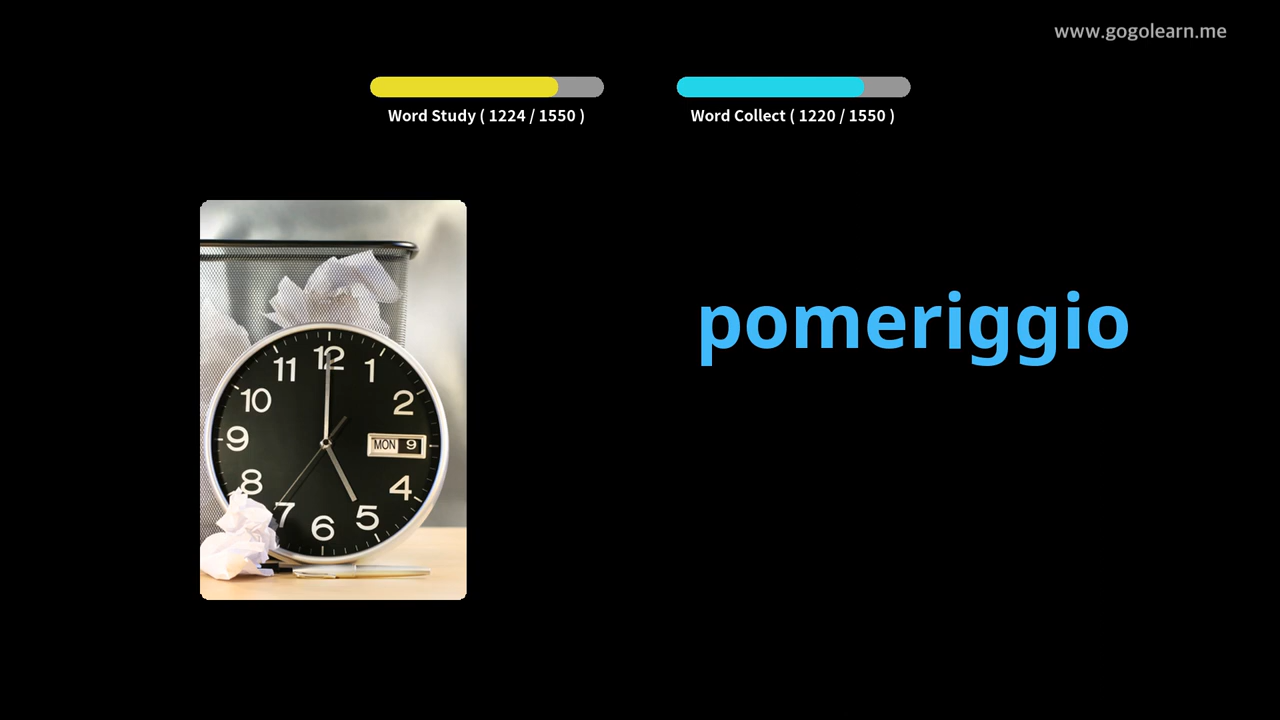 www.gogolearn.me
Word Study ( 1224 / 1550 )
Word Collect ( 1220 / 1550 )
pomeriggio
12
11
1
10
2
9
MON 9
8
4
7
5
6